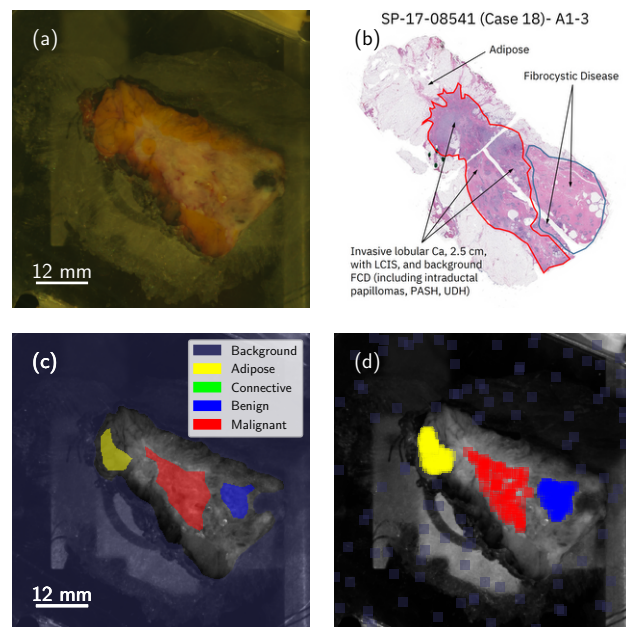 SP-17-08541 (Case 18)- A1-3
(a)
(b)
Adipose
Fibrocystic Disease
Invasive lobular Ca, 2.5 cm,
with LCIS, and background
FCD (including intraductal
papillomas, PASH, UDH)
12 mm
(c)
Background
Adipose
Connective
Benign
Malignant
12 mm
(d)